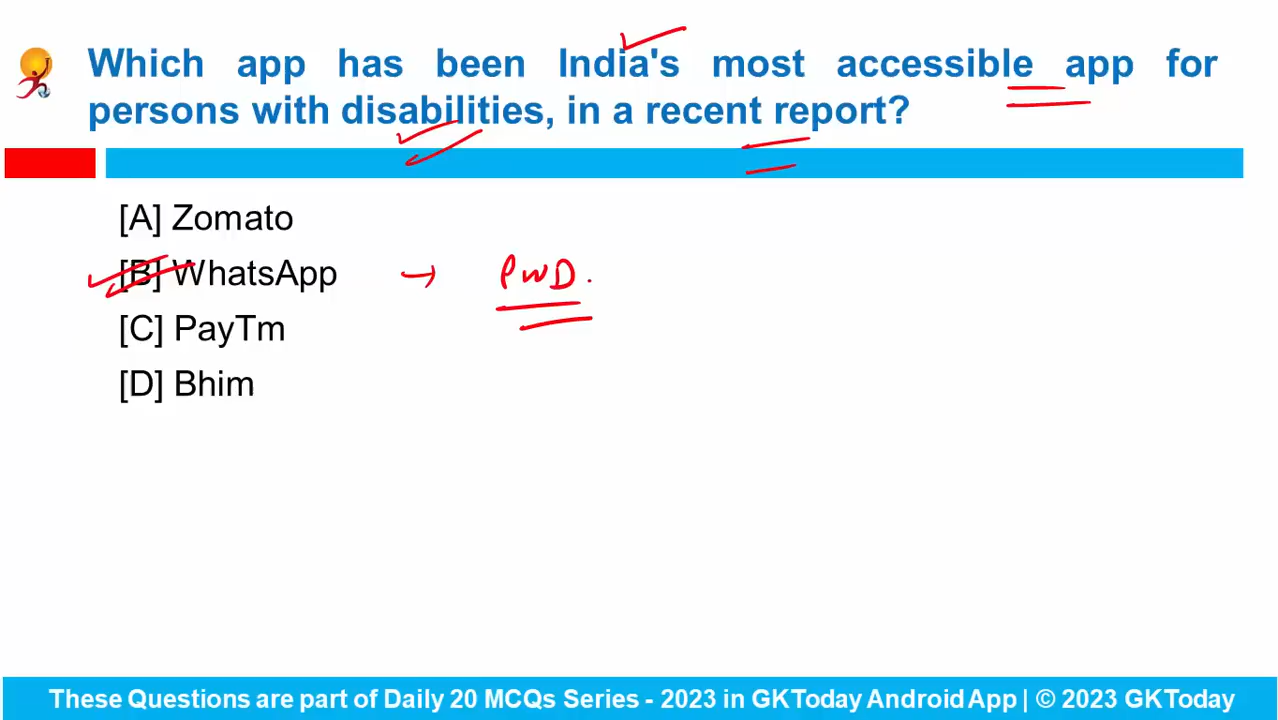 Which app has been India's most accessible app for
persons with disabilities, in a recent report?
[A] Zomato
[B] WhatsApp → PWD.
[C] PayTm
[D] Bhim
These Questions are part of Daily 20 MCQs Series - 2023 in GKToday Android App | © 2023 GKToday